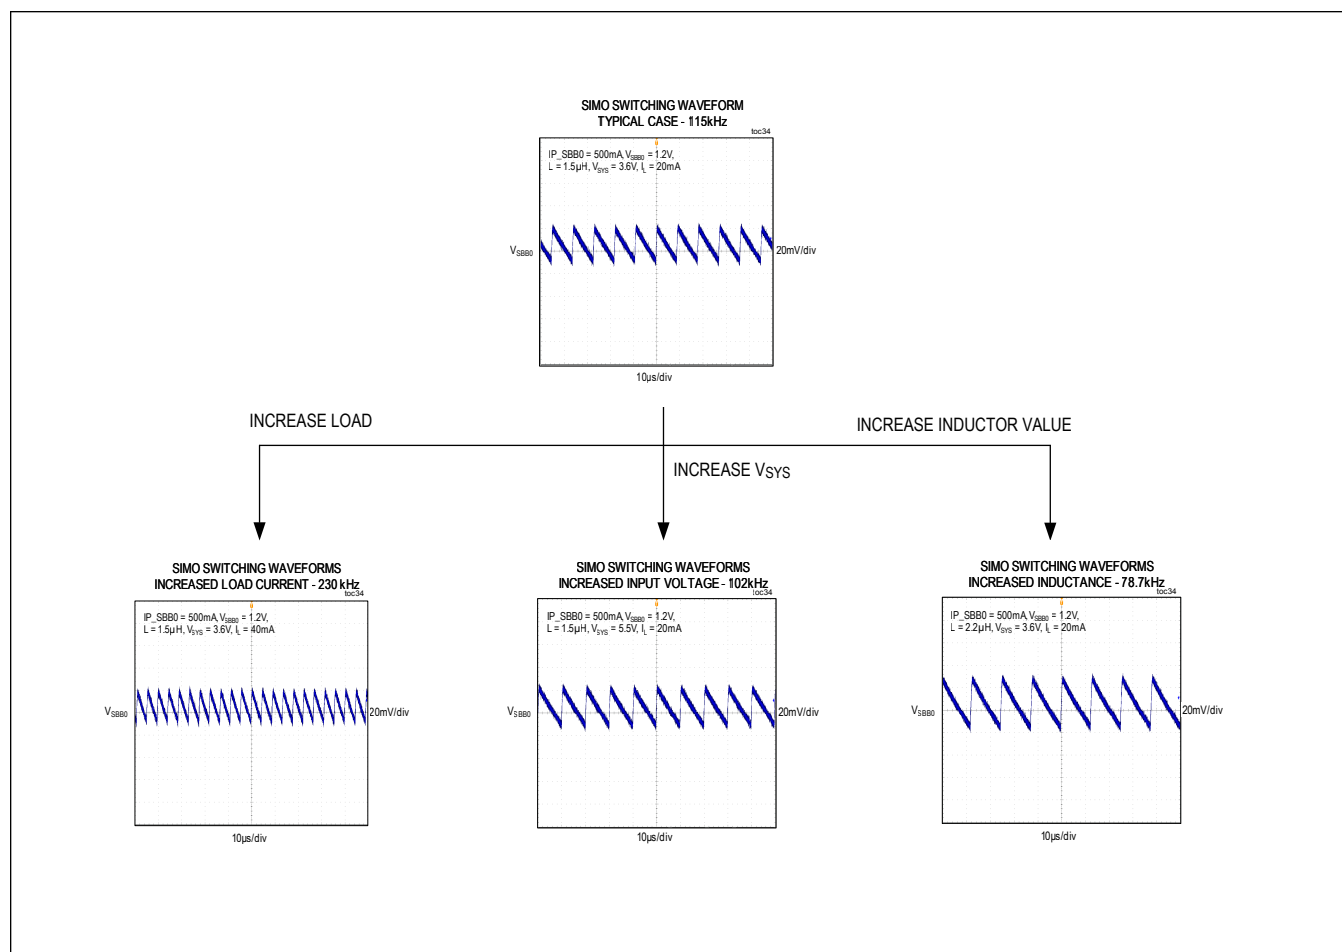 SIMO SWITCHING WAVEFORM
TYPICAL CASE - 115kHz
toc34
IP_SBB0 = 500mA, VSBB0 = 1.2V,
L = 1.5µH, VSYS = 3.6V, IL = 20mA
VSBB0
20mV/div
10µs/div
INCREASE LOAD
INCREASE INDUCTOR VALUE
INCREASE VSYS
SIMO SWITCHING WAVEFORMS
INCREASED LOAD CURRENT - 230 kHz
toc34
IP_SBB0 = 500mA, VSBB0 = 1.2V,
L = 1.5µH, VSYS = 3.6V, IL = 40mA
VSBB0
20mV/div
10µs/div
SIMO SWITCHING WAVEFORMS
INCREASED INPUT VOLTAGE - 102kHz
toc34
IP_SBB0 = 500mA, VSBB0 = 1.2V,
L = 1.5µH, VSYS = 5.5V, IL = 20mA
VSBB0
20mV/div
10µs/div
SIMO SWITCHING WAVEFORMS
INCREASED INDUCTANCE - 78.7kHz
toc34
IP_SBB0 = 500mA, VSBB0 = 1.2V,
L = 2.2µH, VSYS = 3.6V, IL = 20mA
VSBB0
20mV/div
10µs/div